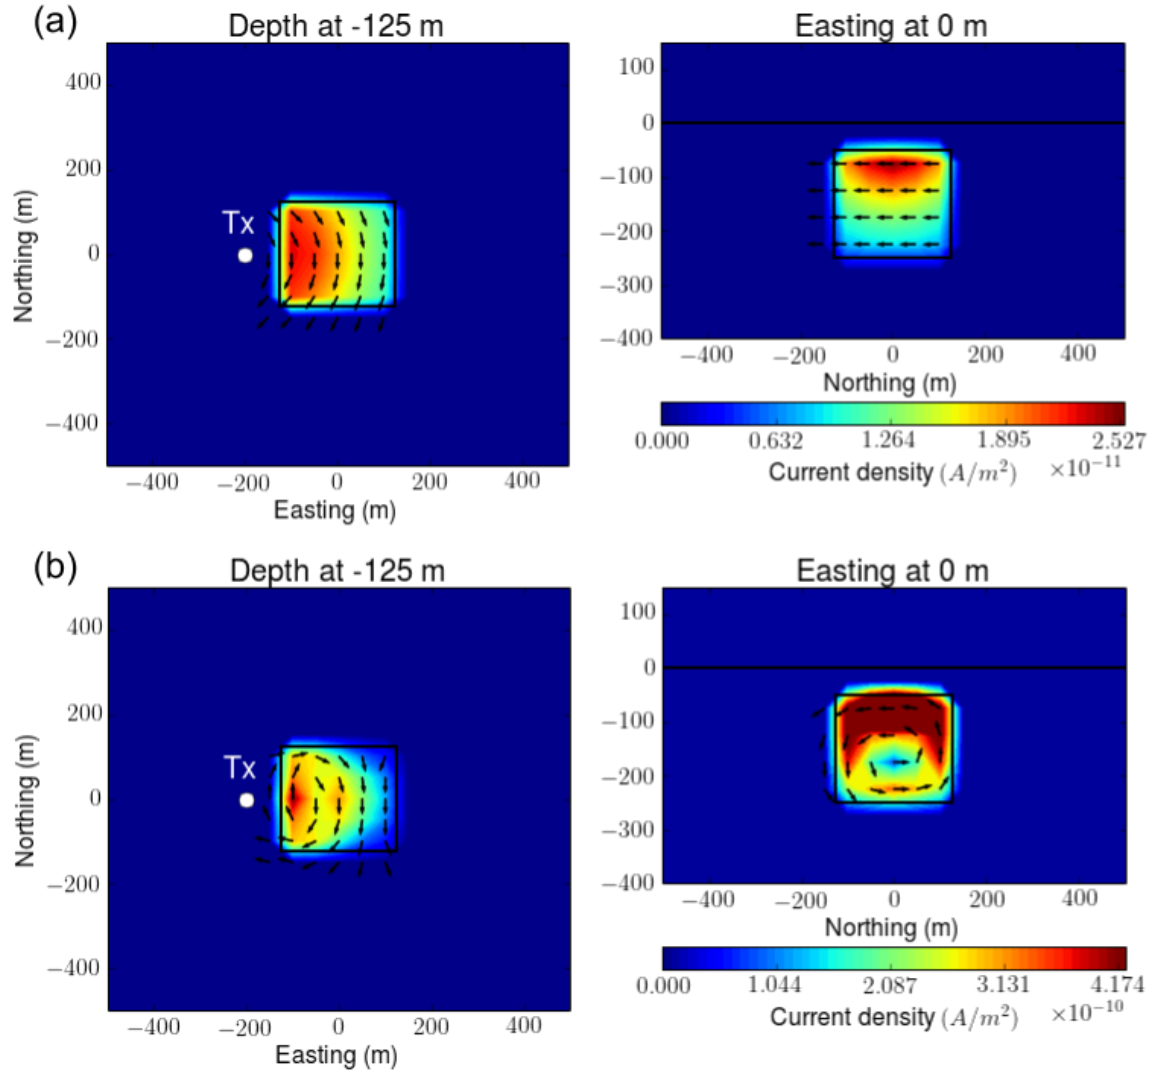 (a)
Depth at -125 m
Easting at 0 m
Northing (m)
400
200
0
−200
−400
Tx
−400 −200 0 200 400
Easting (m)
100
0
−100
−200
−300
−400
−400 −200 0 200 400
Northing (m)
0.000 0.632 1.264 1.895 2.527
Current density (A/m²) ×10⁻¹¹
(b)
Depth at -125 m
Easting at 0 m
Northing (m)
400
200
0
−200
−400
Tx
−400 −200 0 200 400
Easting (m)
100
0
−100
−200
−300
−400
−400 −200 0 200 400
Northing (m)
0.000 1.044 2.087 3.131 4.174
Current density (A/m²) ×10⁻¹⁰